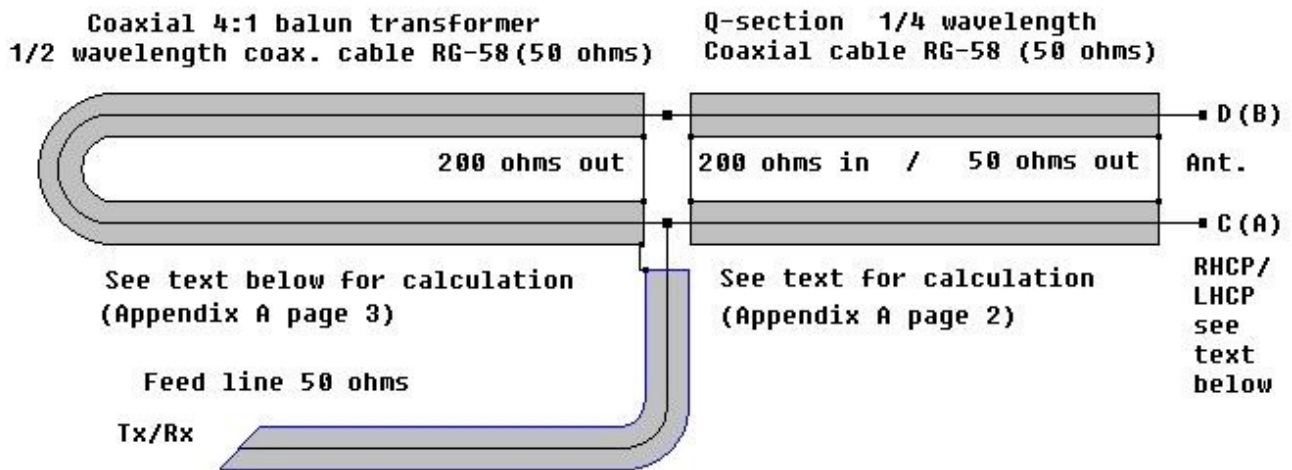 Coaxial 4:1 balun transformer
1/2 wavelength coax. cable RG-58(50 ohms)
Q-section 1/4 wavelength
Coaxial cable RG-58 (50 ohms)
D(B)
200 ohms out
200 ohms in / 50 ohms out
Ant.
C(A)
See text below for calculation
(Appendix A page 3)
See text for calculation
(Appendix A page 2)
RHCP/
LHCP
see
text
below
Feed line 50 ohms
Tx/Rx